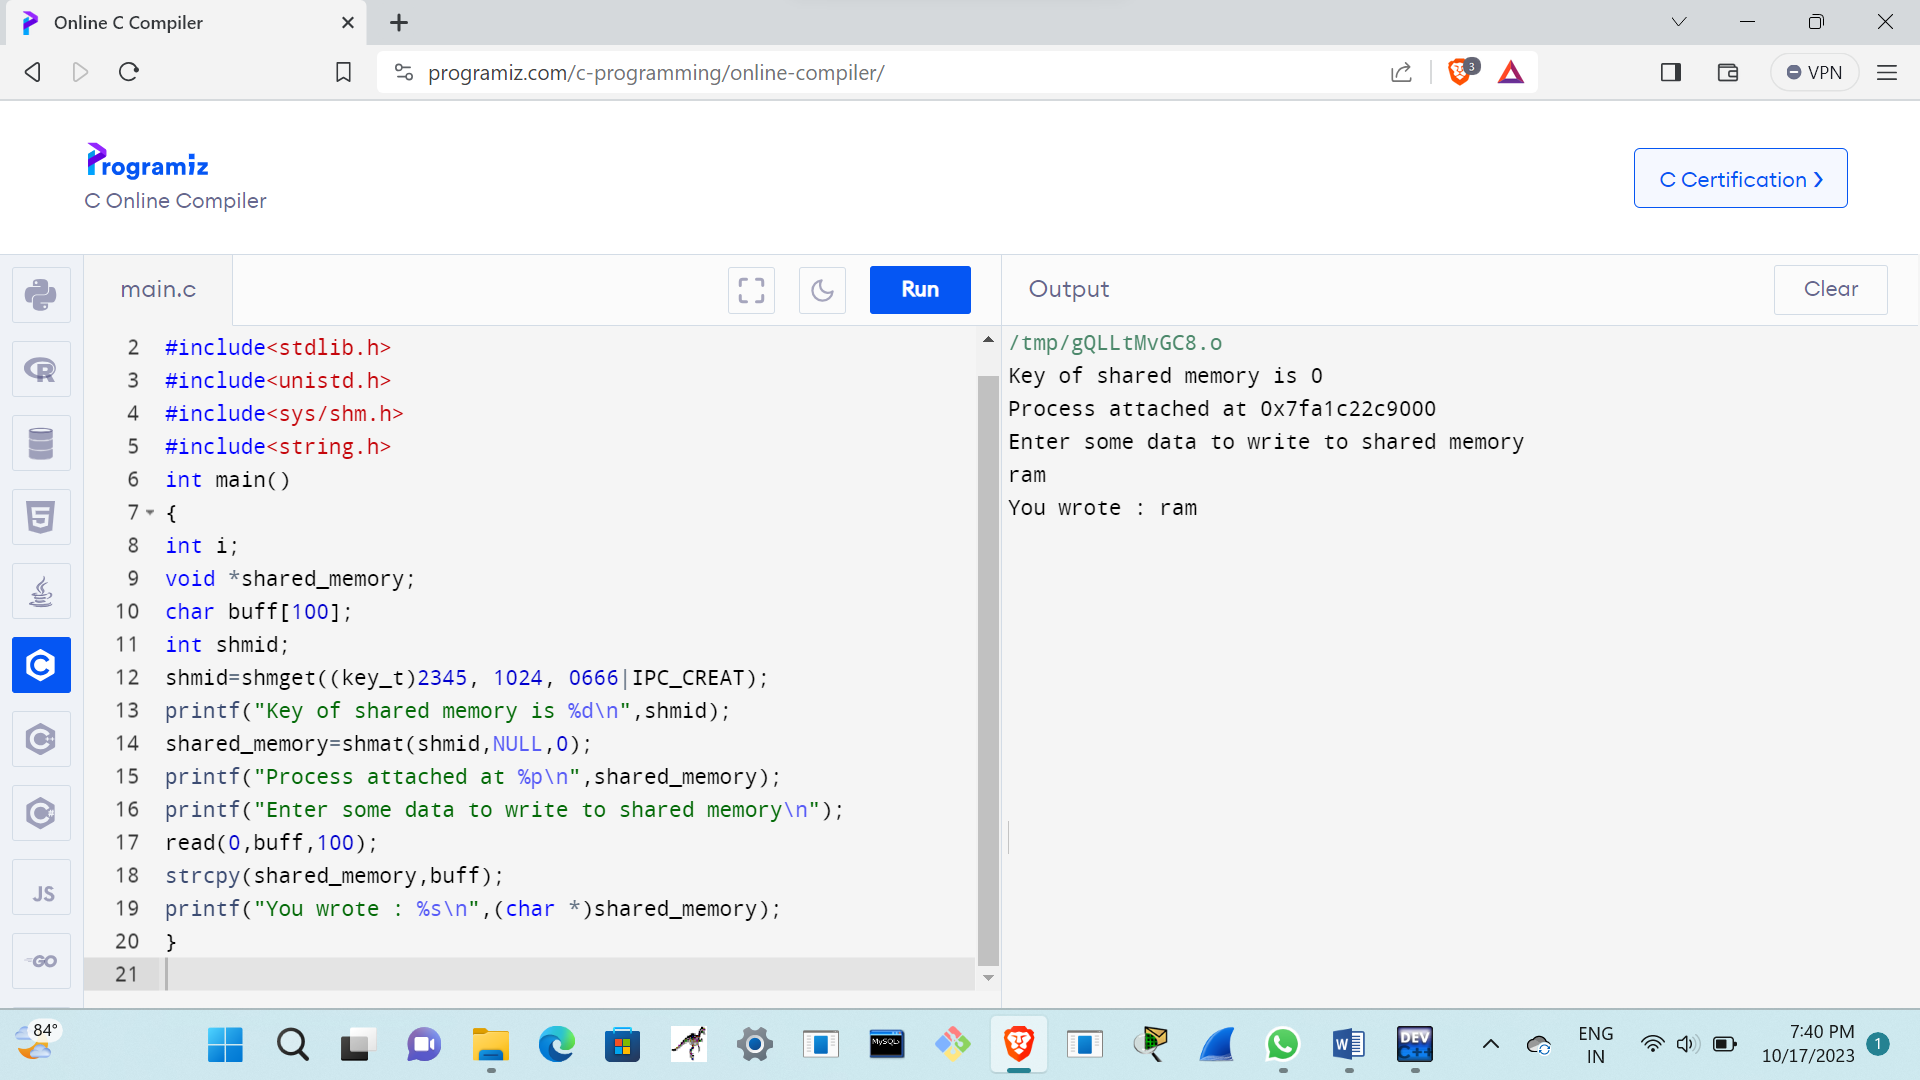 Online C Compiler
programiz.com/c-programming/online-compiler/
3
VPN
Programiz
C Online Compiler
C Certification
main.c
Run
Output
Clear
2 #include<stdlib.h>
3 #include<unistd.h>
4 #include<sys/shm.h>
5 #include<string.h>
6 int main()
7 {
8 int i;
9 void *shared_memory;
10 char buff[100];
11 int shmid;
12 shmid=shmget((key_t)2345, 1024, 0666|IPC_CREAT);
13 printf("Key of shared memory is %d\n",shmid);
14 shared_memory=shmat(shmid,NULL,0);
15 printf("Process attached at %p\n",shared_memory);
16 printf("Enter some data to write to shared memory\n");
17 read(0,buff,100);
18 strcpy(shared_memory,buff);
19 printf("You wrote : %s\n",(char *)shared_memory);
20 }
21
/tmp/gQLLtMvGC8.o
Key of shared memory is 0
Process attached at 0x7fa1c22c9000
Enter some data to write to shared memory
ram
You wrote : ram
R
5
C
C
C#
JS
GO
84°
MySQL>
W
DEV
C++
ENG
IN
7:40 PM
10/17/2023
1